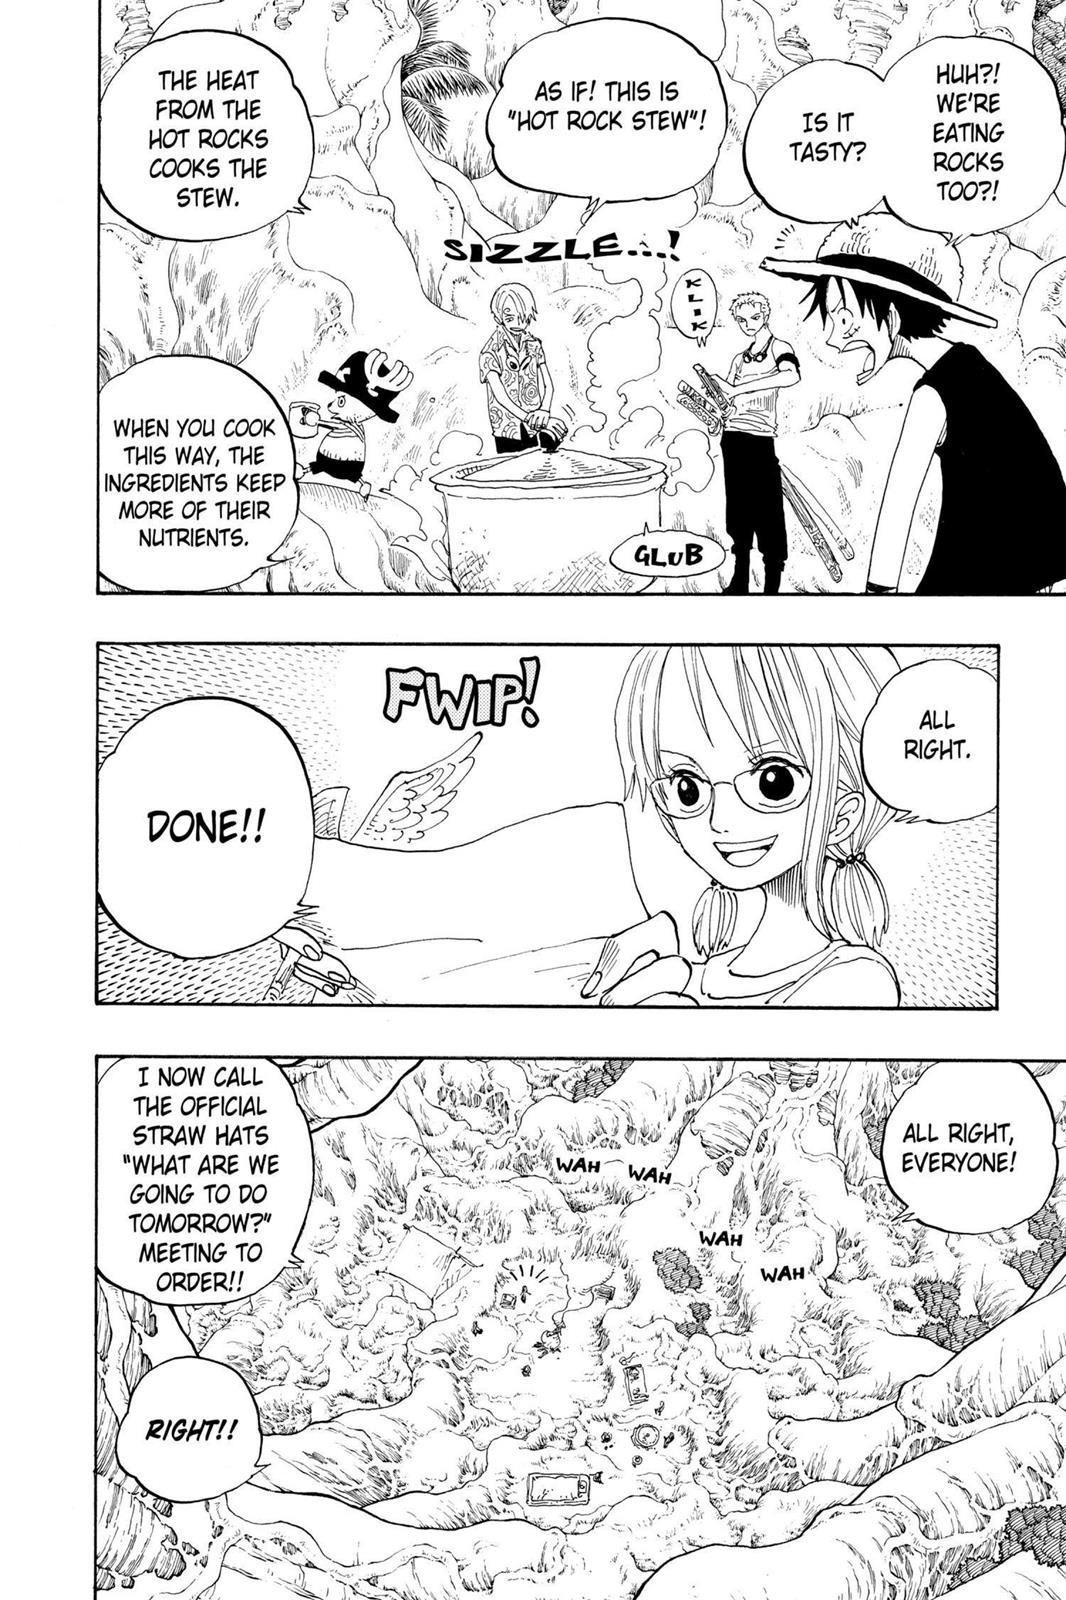 HUH?!
WE'RE
EATING
ROCKS
TOO?!
IS IT
TASTY?
AS IF! THIS IS
"HOT ROCK STEW"!
THE HEAT
FROM THE
HOT ROCKS
COOKS THE
STEW.
SIZZLE...!
KLIK
GLUB
WHEN YOU COOK
THIS WAY, THE
INGREDIENTS KEEP
MORE OF THEIR
NUTRIENTS.
ALL
RIGHT.
FWIP!
DONE!!
ALL RIGHT,
EVERYONE!
I NOW CALL
THE OFFICIAL
STRAW HATS
"WHAT ARE WE
GOING TO DO
TOMORROW?"
MEETING TO
ORDER!!
WAH
WAH
WAH
WAH
RIGHT!!